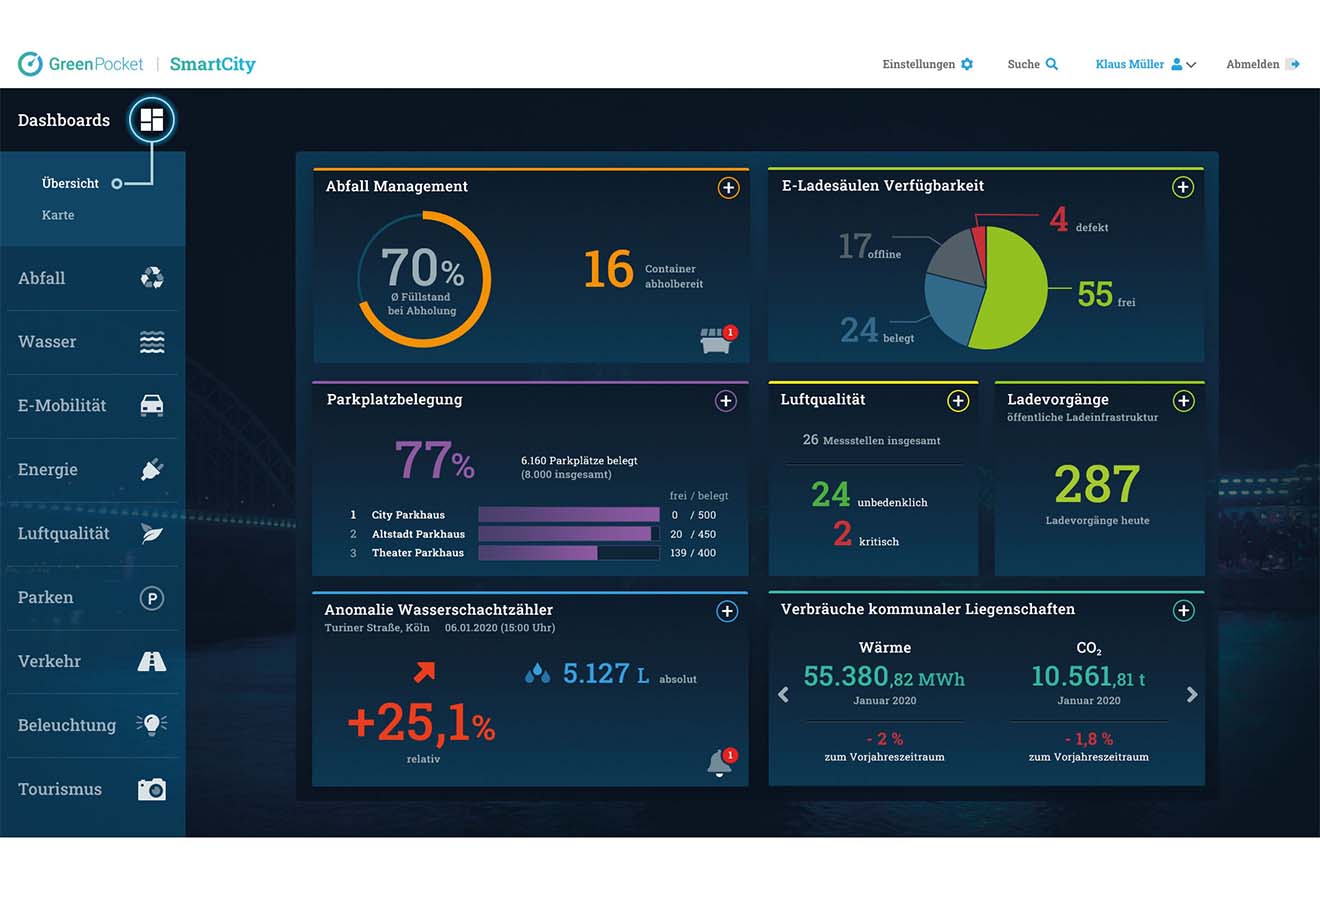 GreenPocket | SmartCity
Einstellungen
Suche
Klaus Müller
Abmelden
Dashboards
Übersicht
Karte
Abfall
Wasser
E-Mobilität
Energie
Luftqualität
Parken
P
Verkehr
Beleuchtung
Tourismus
Abfall Management
70%
Ø Füllstand
bei Abholung
16 Container
abholbereit
1
E-Ladesäulen Verfügbarkeit
4 defekt
17 offline
55 frei
24 belegt
Parkplatzbelegung
77%
6.160 Parkplätze belegt
(8.000 insgesamt)
frei / belegt
1 City Parkhaus 0 / 500
2 Altstadt Parkhaus 20 / 450
3 Theater Parkhaus 139 / 400
Luftqualität
26 Messstellen insgesamt
24 unbedenklich
2 kritisch
Ladevorgänge
öffentliche Ladeinfrastruktur
287
Ladevorgänge heute
Anomalie Wasserschachtzähler
Turiner Straße, Köln 06.01.2020 (15:00 Uhr)
5.127 L absolut
+25,1%
relativ
1
Verbräuche kommunaler Liegenschaften
Wärme
55.380,82 MWh
Januar 2020
- 2 %
zum Vorjahreszeitraum
CO₂
10.561,81 t
Januar 2020
- 1,8 %
zum Vorjahreszeitraum